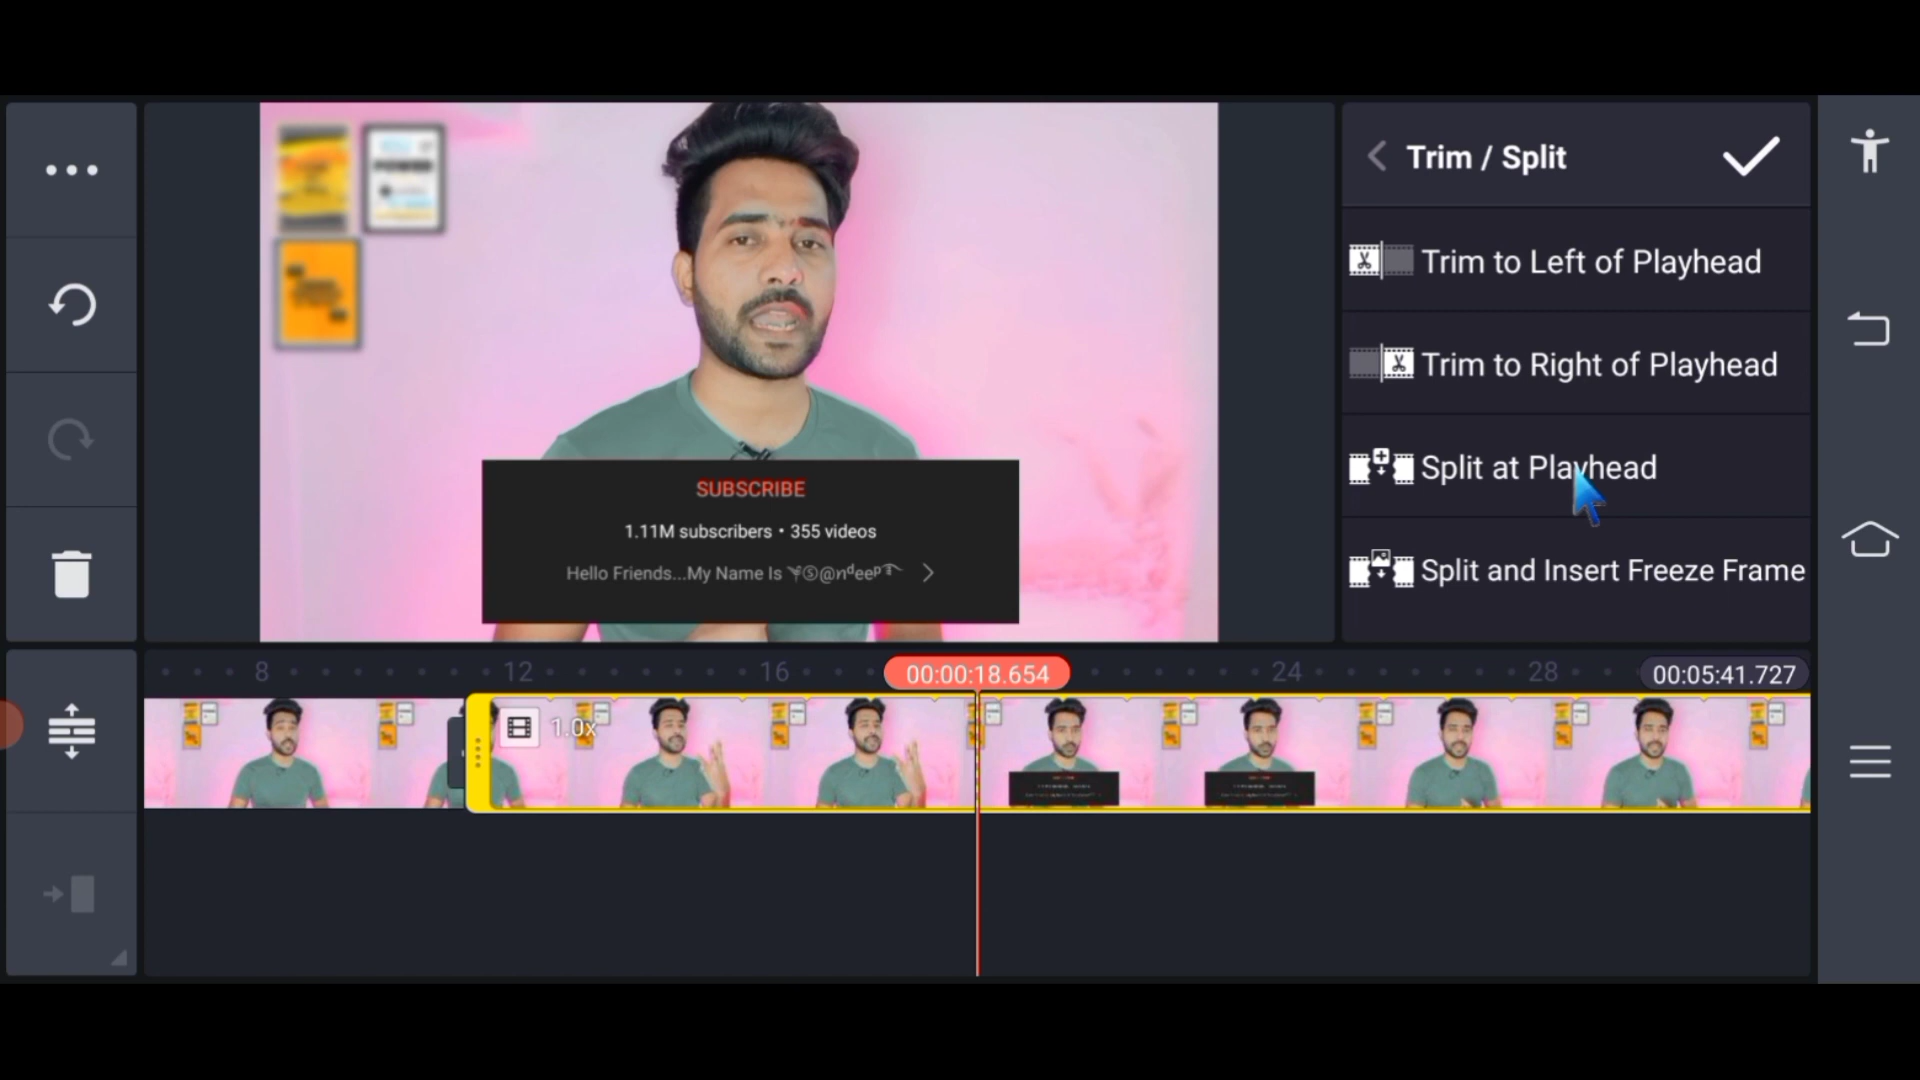 Trim / Split
Trim to Left of Playhead
Trim to Right of Playhead
Split at Playhead
Split and Insert Freeze Frame
SUBSCRIBE
1.11M subscribers • 355 videos
Hello Friends...My Name Is
8 12 16 00:00:18.654 24 28 00:05:41.727
1.0x